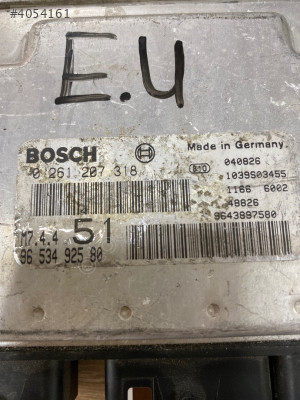 #4054161
E.U
BOSCH
Made in Germany
0 261 207 318
040826
1039S03455
1166 6002
48826
9643897580
M7.4.4 51
96 534 925 80